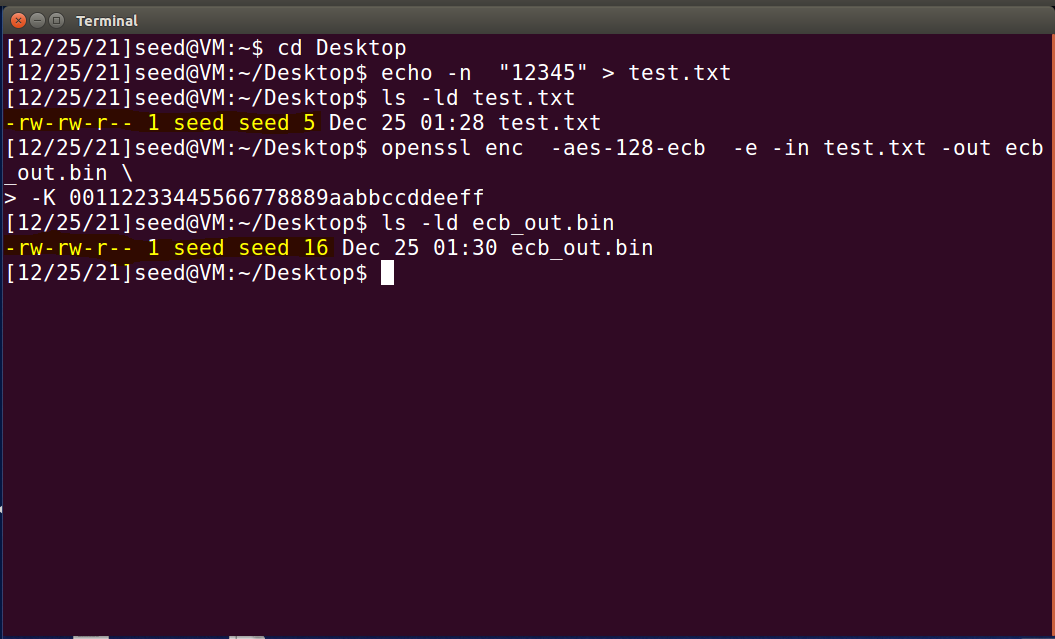 Terminal
[12/25/21]seed@VM:~$ cd Desktop
[12/25/21]seed@VM:~/Desktop$ echo -n  "12345" > test.txt
[12/25/21]seed@VM:~/Desktop$ ls -ld test.txt
-rw-rw-r-- 1 seed seed 5 Dec 25 01:28 test.txt
[12/25/21]seed@VM:~/Desktop$ openssl enc  -aes-128-ecb  -e -in test.txt -out ecb
_out.bin \
> -K 00112233445566778889aabbccddeeff
[12/25/21]seed@VM:~/Desktop$ ls -ld ecb_out.bin
-rw-rw-r-- 1 seed seed 16 Dec 25 01:30 ecb_out.bin
[12/25/21]seed@VM:~/Desktop$